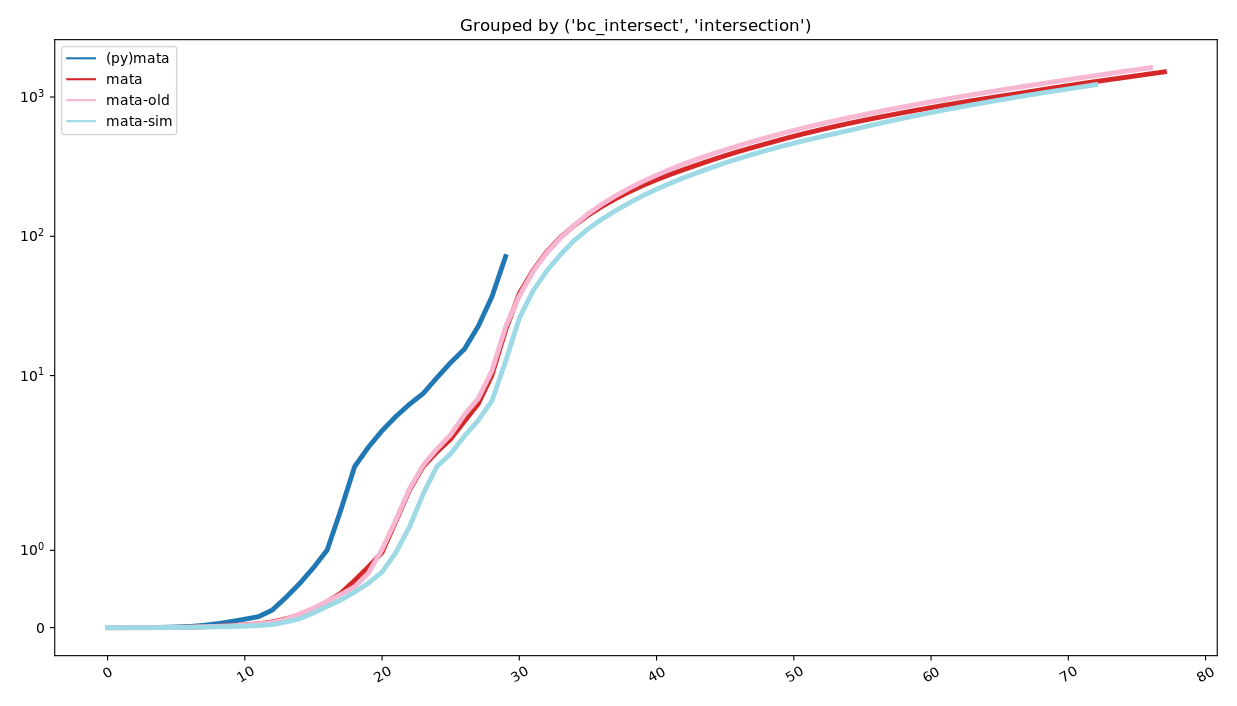 Grouped by ('bc_intersect', 'intersection')
(py)mata
mata
mata-old
mata-sim
10³
10²
10¹
10⁰
0
0 10 20 30 40 50 60 70 80